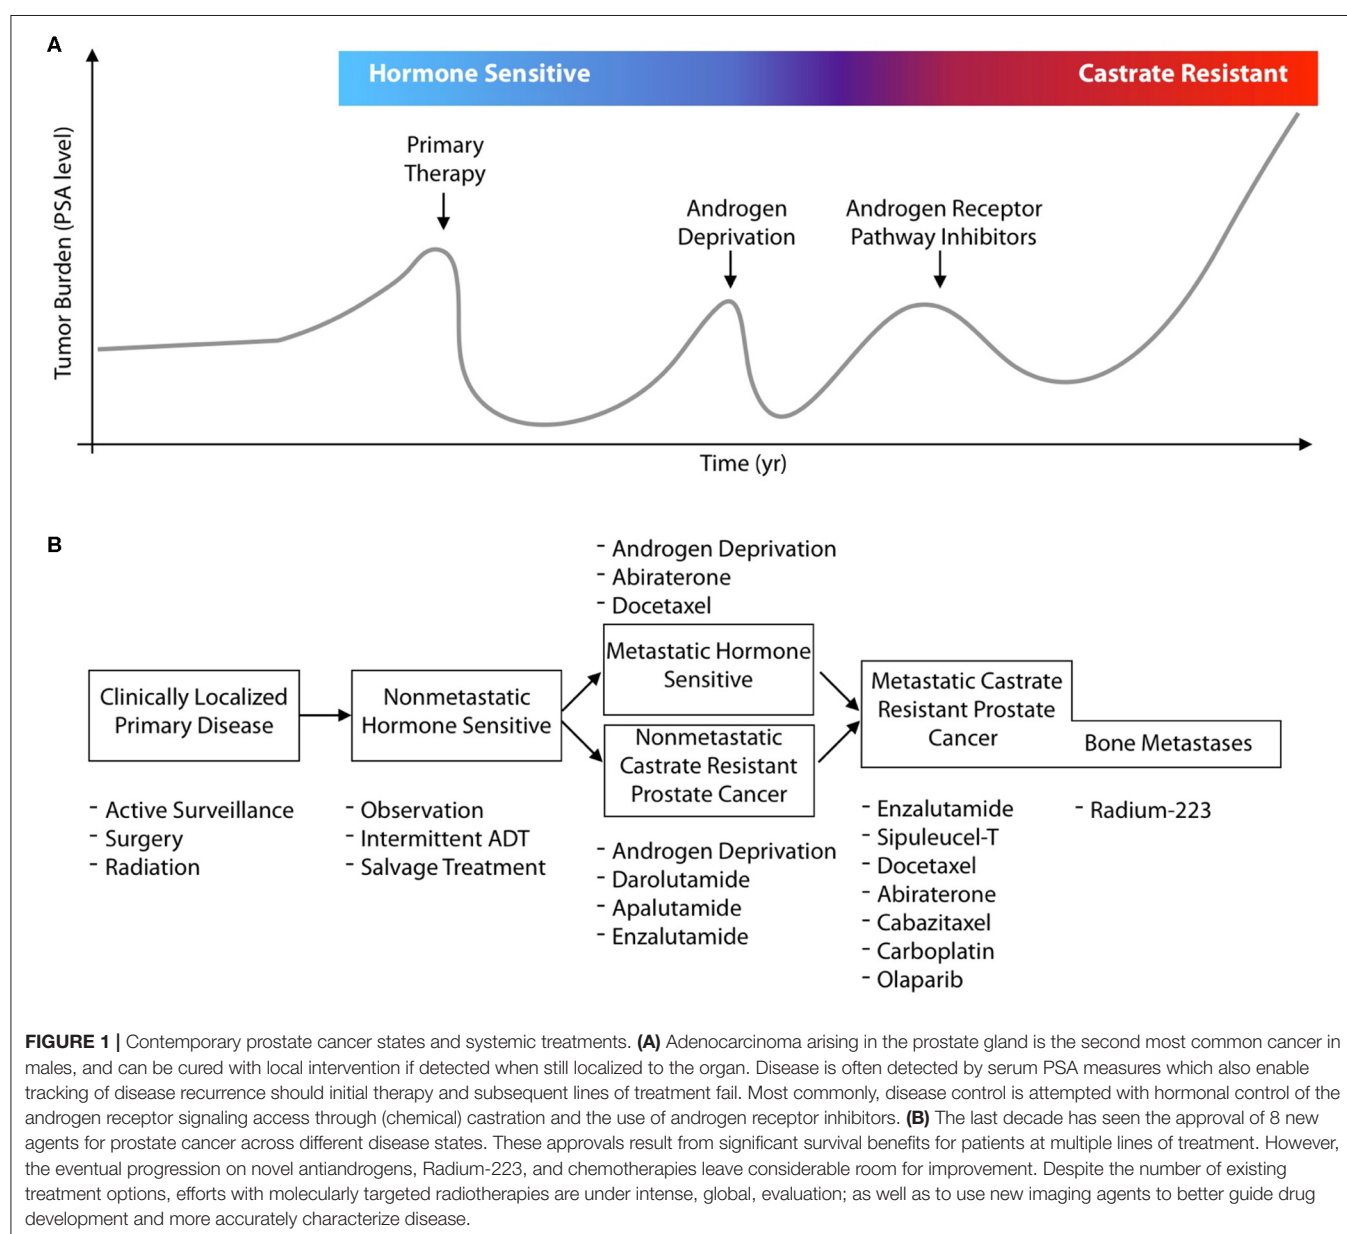 A
Hormone Sensitive
Castrate Resistant
Tumor Burden (PSA level)
Primary
Therapy
Androgen
Deprivation
Androgen Receptor
Pathway Inhibitors
Time (yr)
B
- Androgen Deprivation
- Abiraterone
- Docetaxel
Clinically Localized
Primary Disease
Nonmetastatic
Hormone Sensitive
Metastatic Hormone
Sensitive
Nonmetastatic
Castrate Resistant
Prostate Cancer
Metastatic Castrate
Resistant Prostate
Cancer
Bone Metastases
- Active Surveillance
- Surgery
- Radiation
- Observation
- Intermittent ADT
- Salvage Treatment
- Androgen Deprivation
- Darolutamide
- Apalutamide
- Enzalutamide
- Enzalutamide
- Sipuleucel-T
- Docetaxel
- Abiraterone
- Cabazitaxel
- Carboplatin
- Olaparib
- Radium-223
FIGURE 1 | Contemporary prostate cancer states and systemic treatments. (A) Adenocarcinoma arising in the prostate gland is the second most common cancer in
males, and can be cured with local intervention if detected when still localized to the organ. Disease is often detected by serum PSA measures which also enable
tracking of disease recurrence should initial therapy and subsequent lines of treatment fail. Most commonly, disease control is attempted with hormonal control of the
androgen receptor signaling access through (chemical) castration and the use of androgen receptor inhibitors. (B) The last decade has seen the approval of 8 new
agents for prostate cancer across different disease states. These approvals result from significant survival benefits for patients at multiple lines of treatment. However,
the eventual progression on novel antiandrogens, Radium-223, and chemotherapies leave considerable room for improvement. Despite the number of existing
treatment options, efforts with molecularly targeted radiotherapies are under intense, global, evaluation; as well as to use new imaging agents to better guide drug
development and more accurately characterize disease.